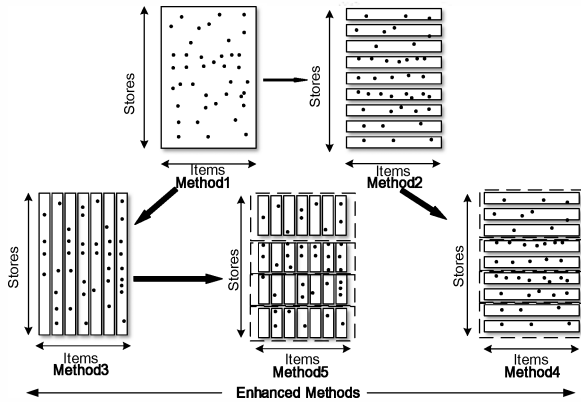 Stores
Items
Method1
Stores
Items
Method2
Stores
Items
Method3
Stores
Items
Method5
Stores
Items
Method4
Enhanced Methods